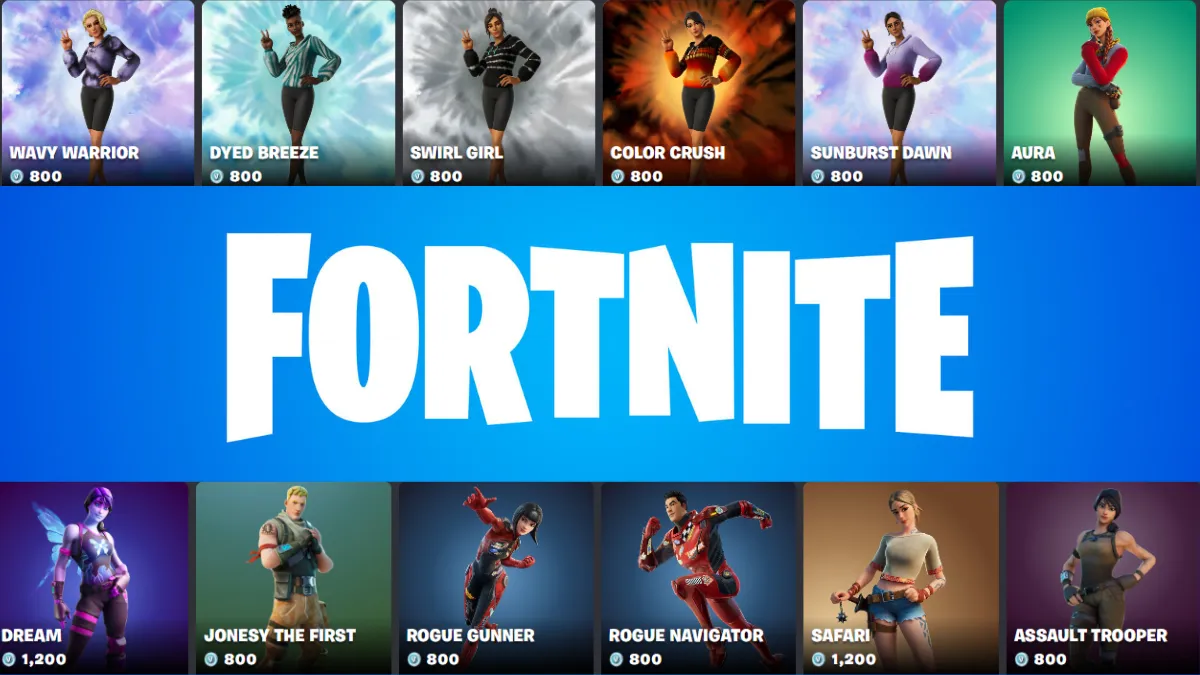 WAVY WARRIOR
800
DYED BREEZE
800
SWIRL GIRL
800
COLOR CRUSH
800
SUNBURST DAWN
800
AURA
800
FORTNITE
DREAM
1,200
JONESY THE FIRST
800
ROGUE GUNNER
800
ROGUE NAVIGATOR
800
SAFARI
1,200
ASSAULT TROOPER
800